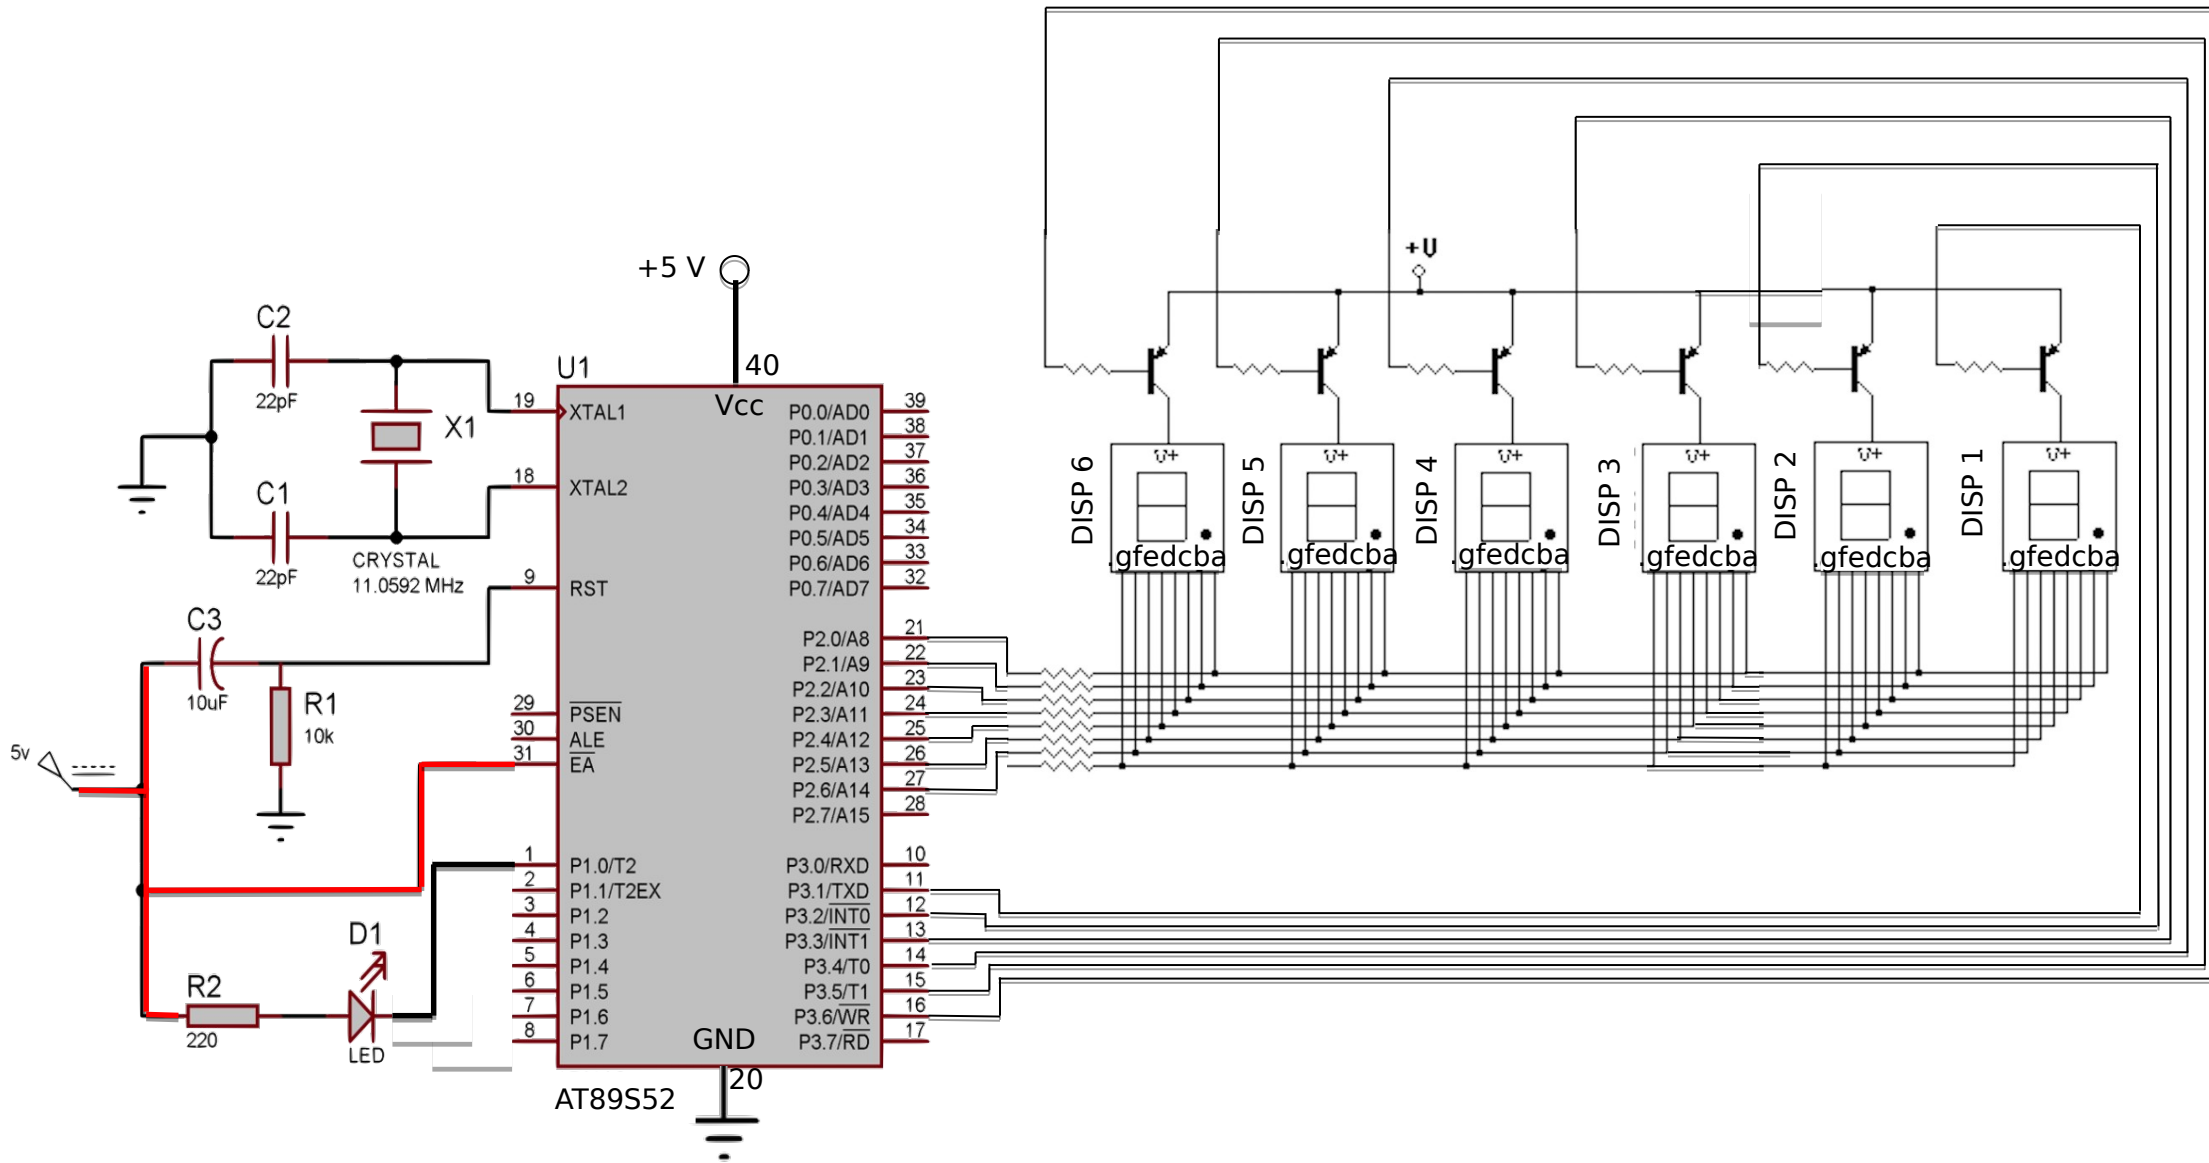 +U
+5 V
C2
22pF
X1
C1
22pF
CRYSTAL
11.0592 MHz
C3
10uF
R1
10k
5v
R2
220
D1
LED
U1
40
Vcc
19 XTAL1
18 XTAL2
9 RST
29 PSEN
30 ALE
31 EA
1 P1.0/T2
2 P1.1/T2EX
3 P1.2
4 P1.3
5 P1.4
6 P1.5
7 P1.6
8 P1.7
P0.0/AD0 39
P0.1/AD1 38
P0.2/AD2 37
P0.3/AD3 36
P0.4/AD4 35
P0.5/AD5 34
P0.6/AD6 33
P0.7/AD7 32
P2.0/A8 21
P2.1/A9 22
P2.2/A10 23
P2.3/A11 24
P2.4/A12 25
P2.5/A13 26
P2.6/A14 27
P2.7/A15 28
P3.0/RXD 10
P3.1/TXD 11
P3.2/INT0 12
P3.3/INT1 13
P3.4/T0 14
P3.5/T1 15
P3.6/WR 16
P3.7/RD 17
GND
20
AT89S52
DISP 6
V+
.gfedcba
DISP 5
V+
.gfedcba
DISP 4
V+
.gfedcba
DISP 3
V+
.gfedcba
DISP 2
V+
.gfedcba
DISP 1
V+
.gfedcba